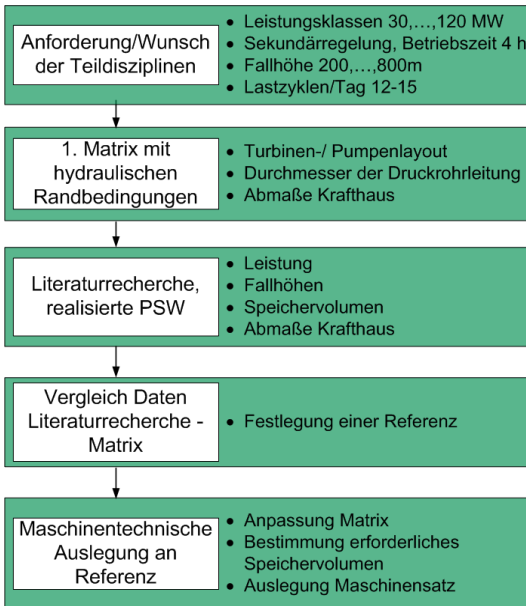 Anforderung/Wunsch
der Teildisziplinen
• Leistungsklassen 30,...,120 MW
• Sekundärregelung, Betriebszeit 4 h
• Fallhöhe 200,...,800m
• Lastzyklen/Tag 12-15
1. Matrix mit
hydraulischen
Randbedingungen
• Turbinen-/ Pumpenlayout
• Durchmesser der Druckrohrleitung
• Abmaße Krafthaus
Literaturrecherche,
realisierte PSW
• Leistung
• Fallhöhen
• Speichervolumen
• Abmaße Krafthaus
Vergleich Daten
Literaturrecherche -
Matrix
• Festlegung einer Referenz
Maschinentechnische
Auslegung an
Referenz
• Anpassung Matrix
• Bestimmung erforderliches
Speichervolumen
• Auslegung Maschinensatz